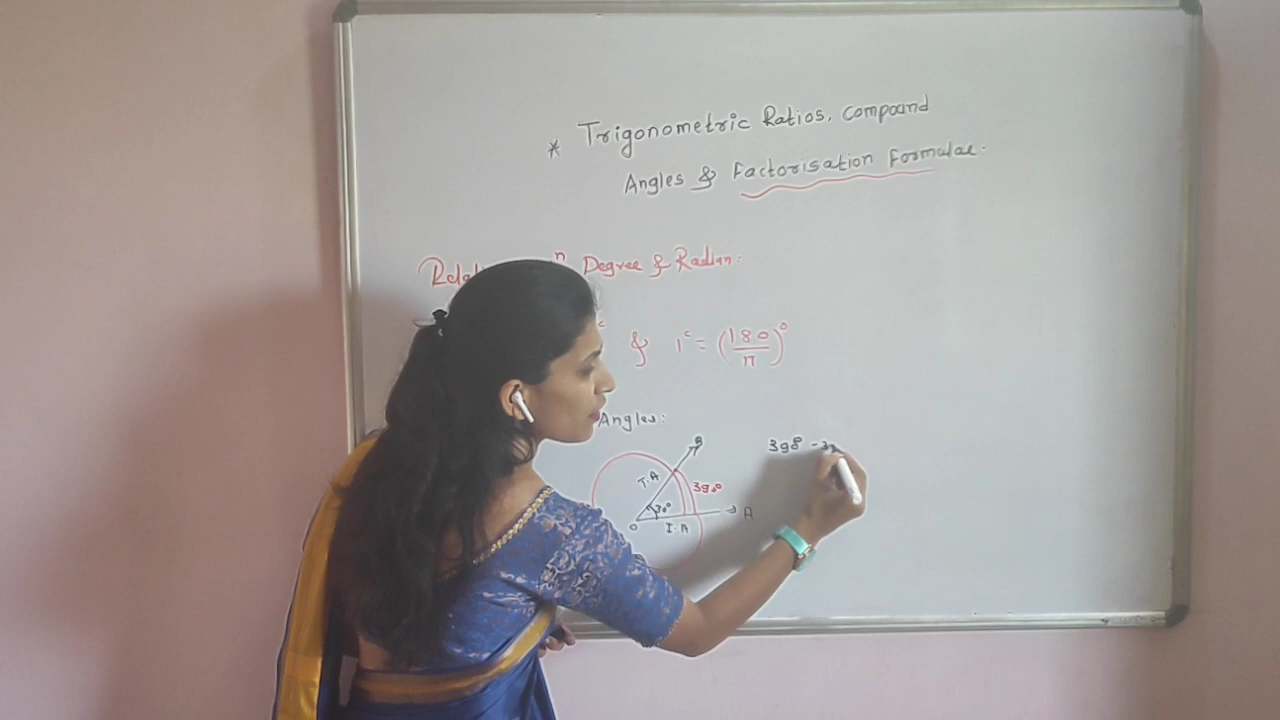 * Trigonometric Ratios, Compound
Angles & Factorisation Formulae.
Degree & Radian:
c
& 1ᶜ = (180/π)°
Angles:
B
T.A
390°
30°
O
A
I.A
390° -